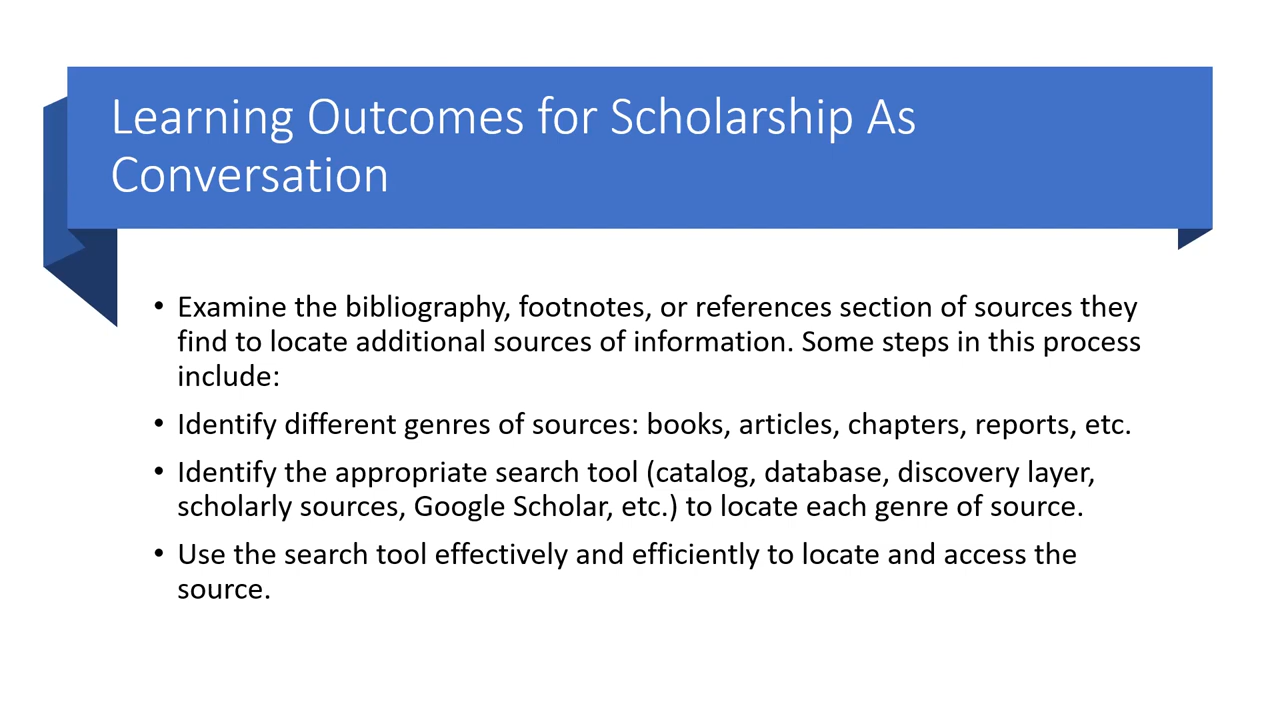 Learning Outcomes for Scholarship As
Conversation
• Examine the bibliography, footnotes, or references section of sources they
find to locate additional sources of information. Some steps in this process
include:
• Identify different genres of sources: books, articles, chapters, reports, etc.
• Identify the appropriate search tool (catalog, database, discovery layer,
scholarly sources, Google Scholar, etc.) to locate each genre of source.
• Use the search tool effectively and efficiently to locate and access the
source.